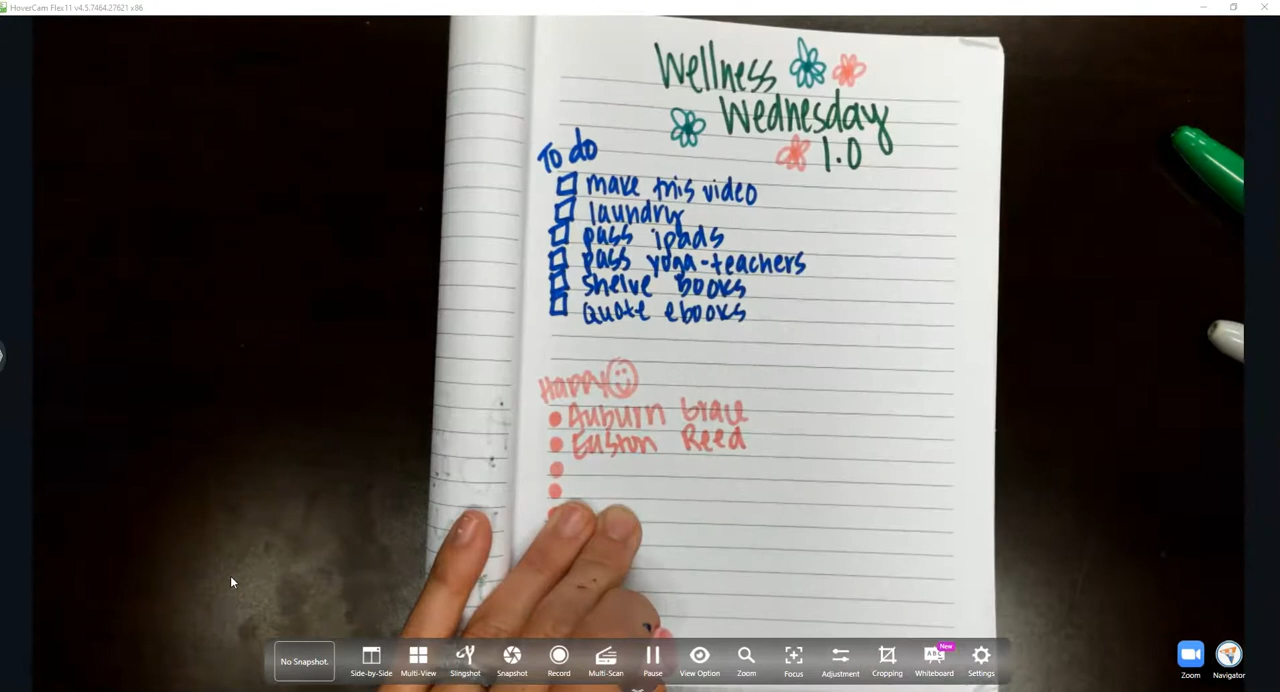 HoverCam Flex11 v4.5.7464.27621 x86
Wellness
Wednesday
1.0
To do
make this video
laundry
pass ipads
pass yoga-teachers
shelve books
quote ebooks
Happy
Auburn
Easton Reed
No Snapshot.
Side-by-Side
Multi-View
Slingshot
Snapshot
Record
Multi-Scan
Pause
View Option
Zoom
Focus
Adjustment
Cropping
New
ABC
Whiteboard
Settings
Zoom
Navigator